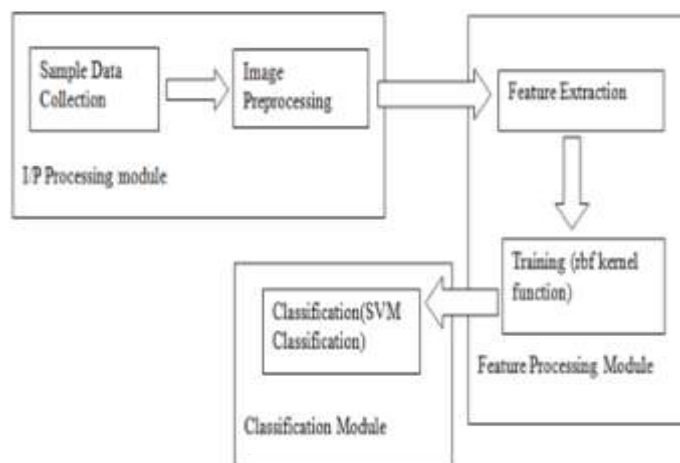 Sample Data
Collection
Image
Preprocessing
I/P Processing module
Feature Extraction
Training (rbf kernel
function)
Feature Processing Module
Classification(SVM
Classification)
Classification Module